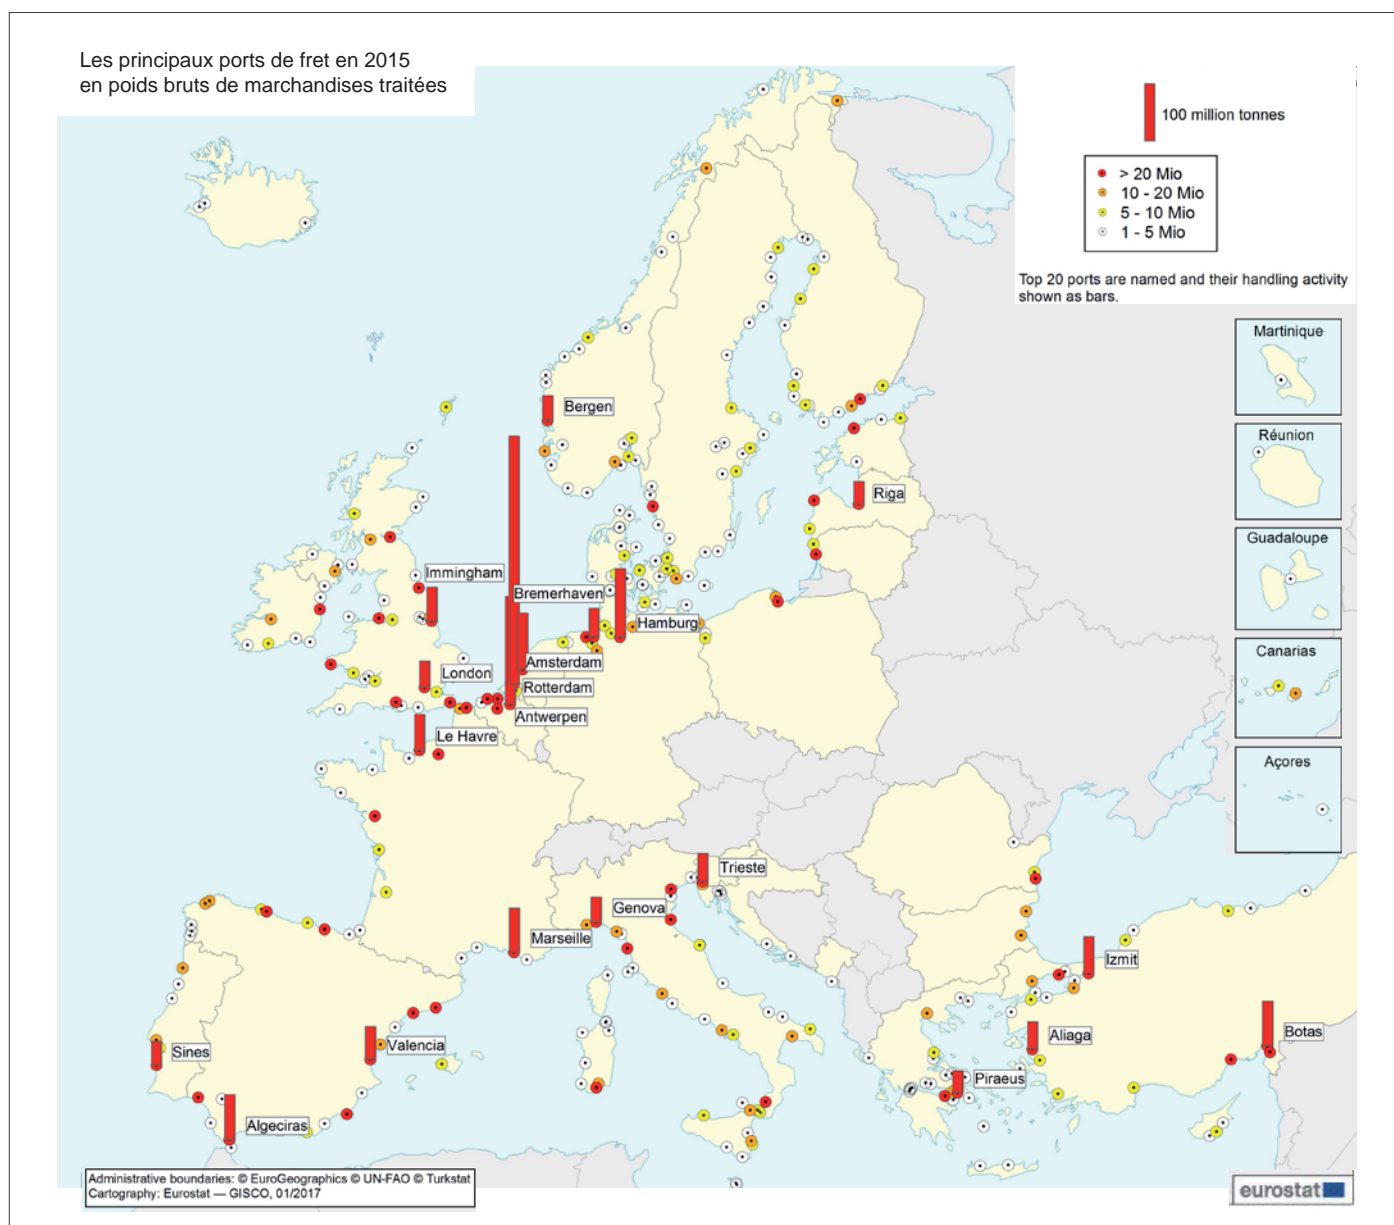 Les principaux ports de fret en 2015
en poids bruts de marchandises traitées
100 million tonnes
> 20 Mio
10 - 20 Mio
5 - 10 Mio
1 - 5 Mio
Top 20 ports are named and their handling activity
shown as bars.
Martinique
Réunion
Guadaloupe
Canarias
Açores
Bergen
Riga
Immingham
Bremerhaven
Hamburg
Amsterdam
London
Rotterdam
Antwerpen
Le Havre
Trieste
Genova
Marseille
Izmit
Botas
Aliaga
Valencia
Sines
Piraeus
Algeciras
Administrative boundaries: © EuroGeographics © UN-FAO © Turkstat
Cartography: Eurostat — GISCO, 01/2017
eurostat